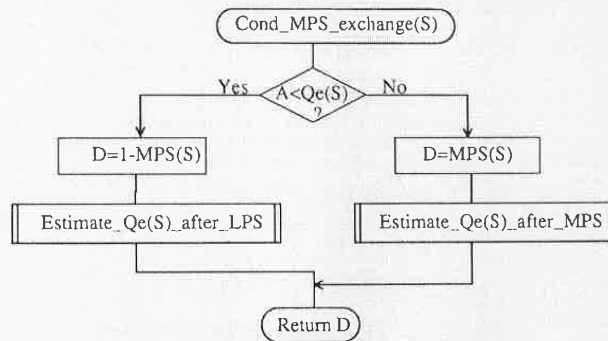 Cond_MPS_exchange(S)
Yes
A<Qe(S)
?
No
D=1-MPS(S)
D=MPS(S)
Estimate_Qe(S)_after_LPS
Estimate_Qe(S)_after_MPS
Return D